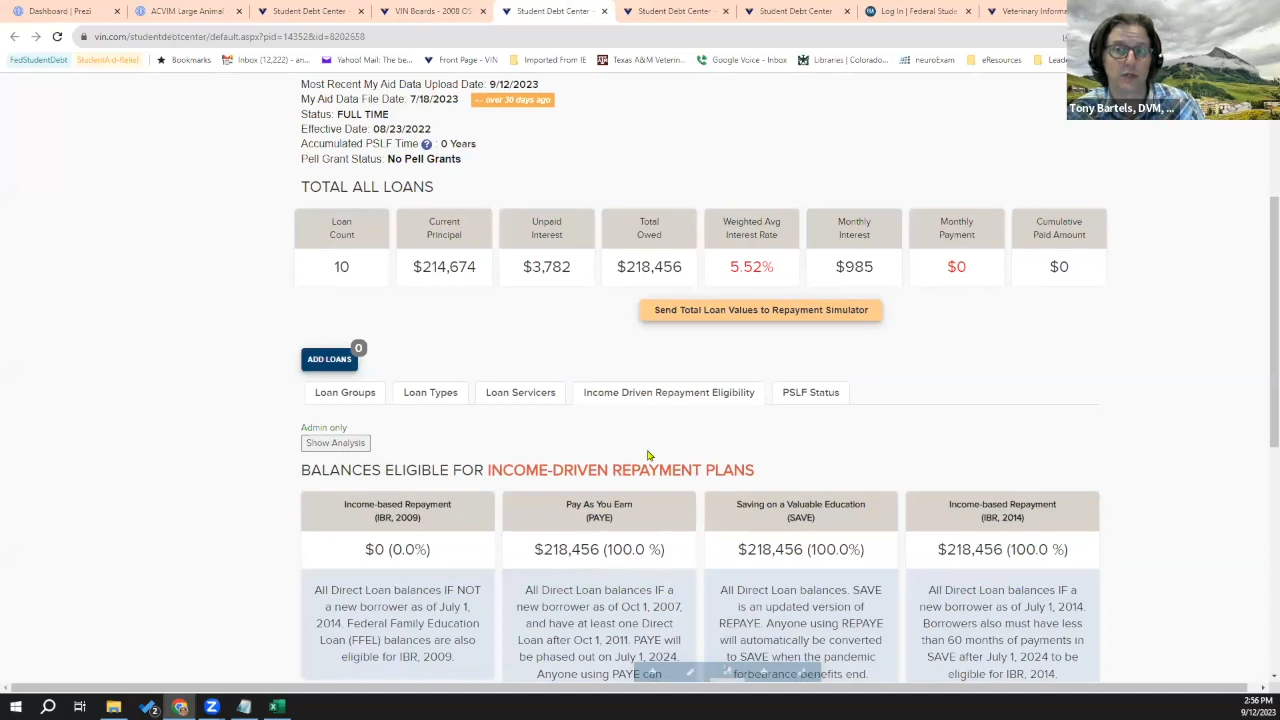 Dashboard | Prezi
ACVIM Large Animal
Student Debt Center
VIN Boards - 2008 OS
Student Debt Center -
Student Debt Center
Student Debt Center
Log In | Federal Stude
Veterinary Informa
vin.com/studentdebtcenter/default.aspx?pid=14352&id=8202658
FedStudentDebt
StudentAid-Relief
Bookmarks
Inbox (12,222) - an...
Yahoo! Mail: The be...
Front Page - VIN
Imported From IE
Texas A&M Veterin...
Google Voice - Inbox
Libraries | Colorado...
neuroExam
eResources
Lead
Tony Bartels, DVM, ...
Most Recent My Aid Data Upload Date: 9/12/2023
My Aid Data File Date: 7/18/2023
over 30 days ago
Status: FULL TIME
Effective Date: 08/23/2022
Accumulated PSLF Time ? : 0 Years
Pell Grant Status: No Pell Grants
TOTAL ALL LOANS
Loan Count
Current Principal
Unpaid Interest
Total Owed
Weighted Avg Interest Rate
Monthly Interest
Monthly Payment
Cumulative Paid Amount
10
$214,674
$3,782
$218,456
5.52%
$985
$0
$0
Send Total Loan Values to Repayment Simulator
ADD LOANS
0
Loan Groups
Loan Types
Loan Servicers
Income Driven Repayment Eligibility
PSLF Status
Admin only
Show Analysis
BALANCES ELIGIBLE FOR INCOME-DRIVEN REPAYMENT PLANS
Income-based Repayment
(IBR, 2009)
$0 (0.0%)
All Direct Loan balances IF NOT
a new borrower as of July 1,
2014. Federal Family Education
Loan (FFEL) balances are also
eligible for IBR, 2009.
Pay As You Earn
(PAYE)
$218,456 (100.0 %)
All Direct Loan balances IF a
new borrower as of Oct 1, 2007,
and have at least one Direct
Loan after Oct 1, 2011. PAYE will
be phased out on July 1, 2024.
Anyone using PAYE can
Saving on a Valuable Education
(SAVE)
$218,456 (100.0%)
All Direct Loan balances. SAVE
is an updated version of
REPAYE. Anyone using REPAYE
will automatically be converted
to SAVE when the pandemic
forbearance benefits end.
Income-based Repayment
(IBR, 2014)
$218,456 (100.0 %)
All Direct Loan balances IF a
new borrower as of July 1, 2014.
Borrowers also must have less
than 60 months of payments in
SAVE after July 1, 2024 to be
eligible for IBR, 2014.
2:56 PM
9/12/2023